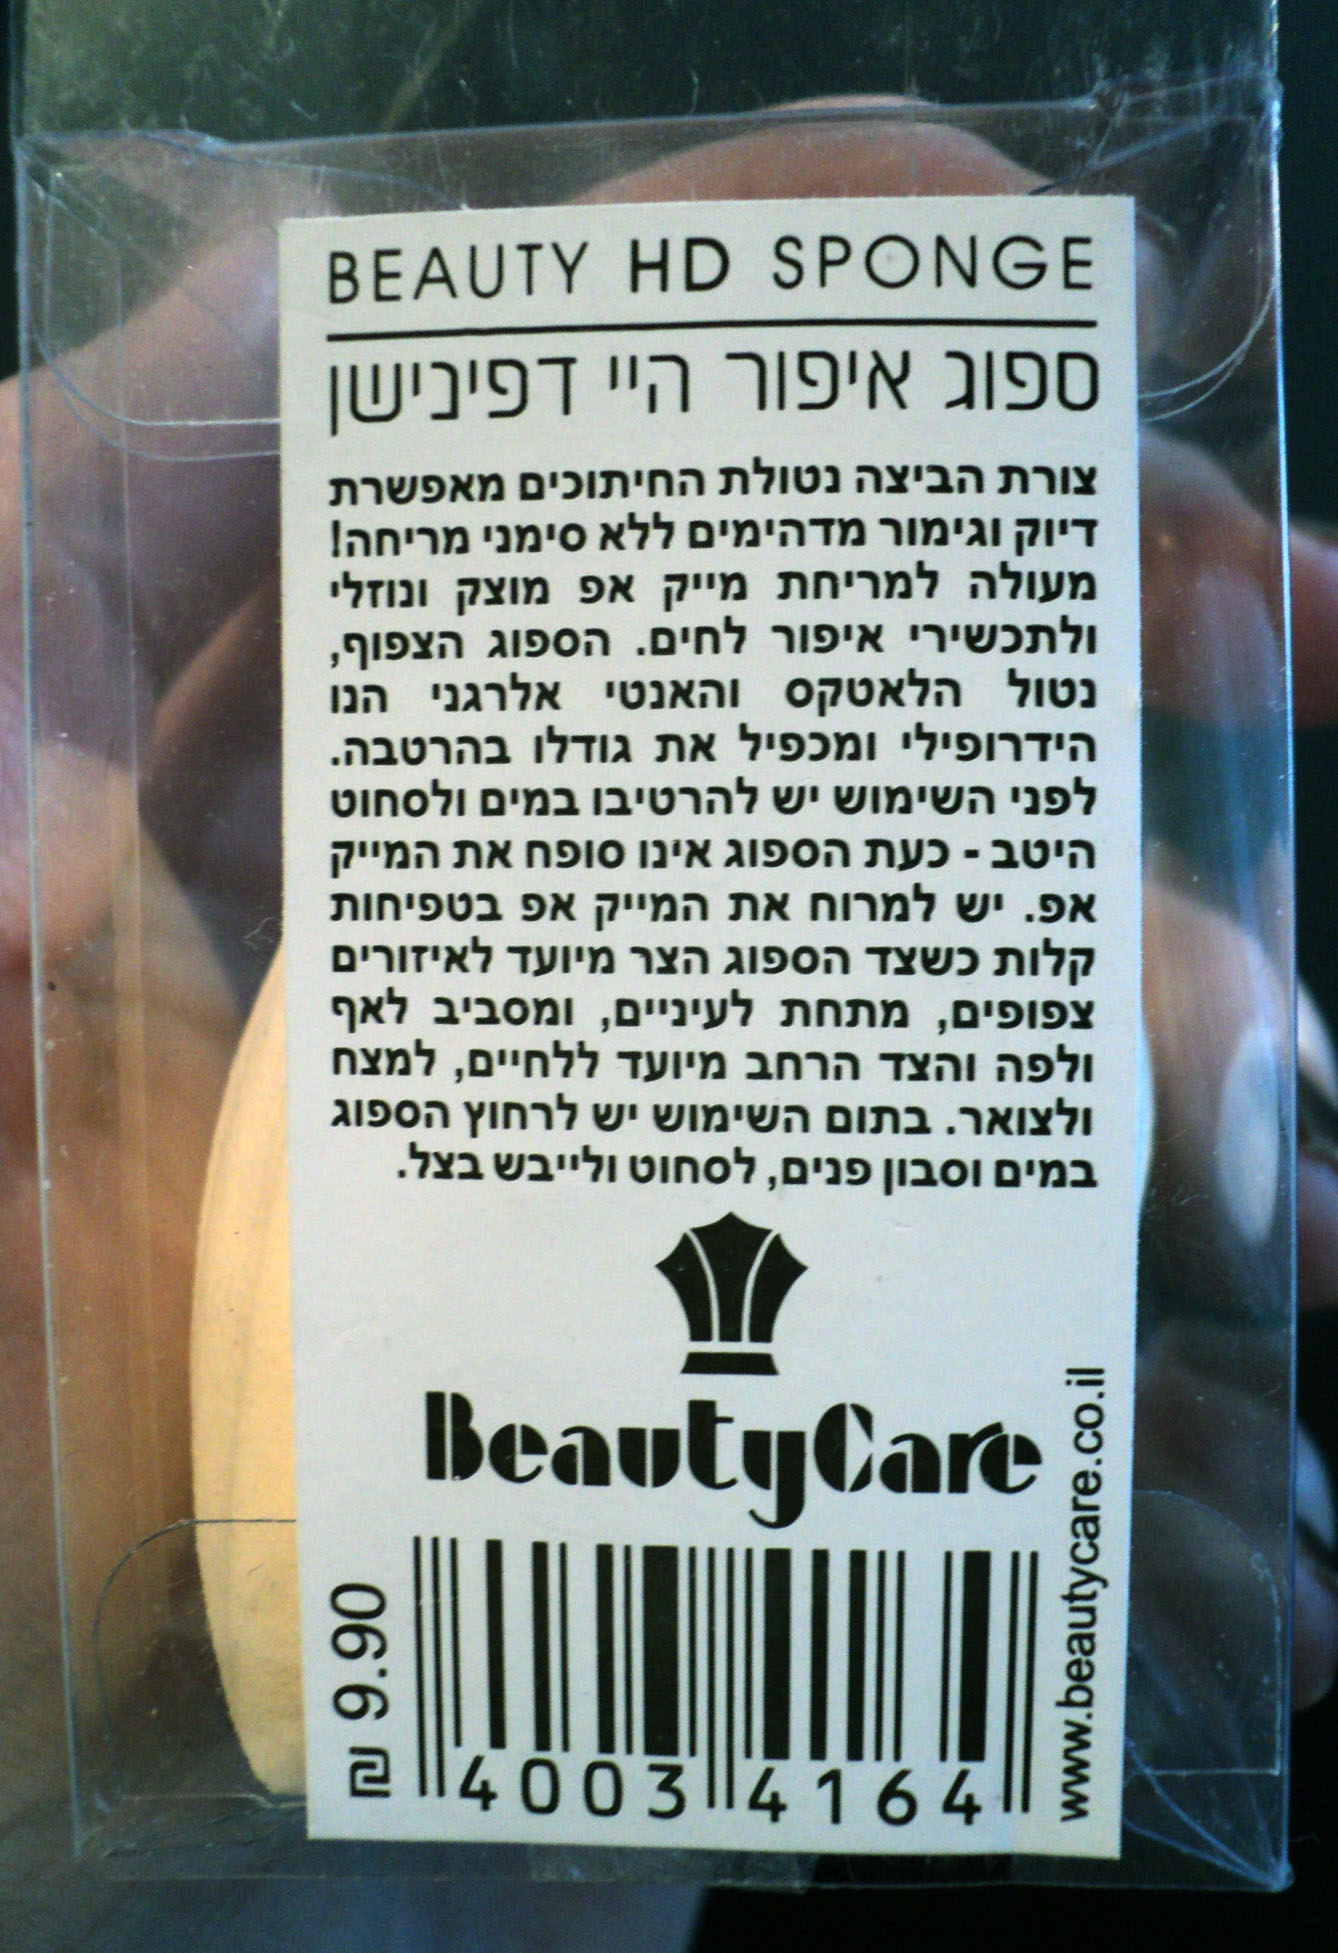 BEAUTY HD SPONGE
ספוג איפור היי דפינישן
צורת הביצה נטולת החיתוכים מאפשרת
דיוק וגימור מדהימים ללא סימני מריחה!
מעולה למריחת מייק אפ מוצק ונוזלי
ולתכשירי איפור לחים. הספוג הצפוף,
נטול הלאטקס והאנטי אלרגני הנו
הידרופילי ומכפיל את גודלו בהרטבה.
לפני השימוש יש להרטיבו במים ולסחוט
היטב - כעת הספוג אינו סופח את המייק
אפ. יש למרוח את המייק אפ בטפיחות
קלות כשצד הספוג הצר מיועד לאיזורים
צפופים, מתחת לעיניים, ומסביב לאף
ולפה והצד הרחב מיועד ללחיים, למצח
ולצואר. בתום השימוש יש לרחוץ הספוג
במים וסבון פנים, לסחוט ולייבש בצל.
BeautyCare
www.beautycare.co.il
₪ 9.90
4003 4164